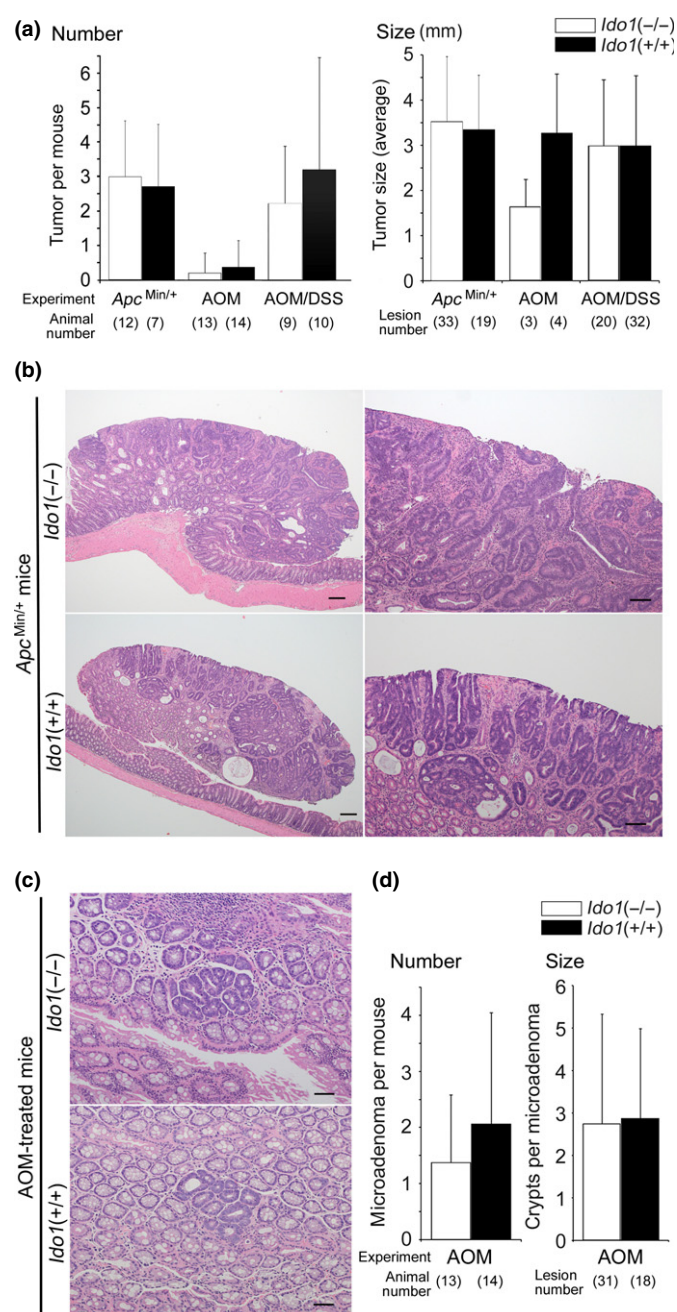 (a)
Number
Tumor per mouse
6
5
4
3
2
1
0
Experiment
Apc Min/+
AOM
AOM/DSS
Animal
number
(12) (7)
(13) (14)
(9)
(10)
Size (mm)
Ido1(–/–)
Ido1(+/+)
Tumor size (average)
5
4
3
2
1
0
Apc Min/+
AOM
AOM/DSS
Lesion
number
(33)
(19)
(3)
(4)
(20) (32)
(b)
Apc Min/+ mice
Ido1(–/–)
Ido1(+/+)
(c)
AOM-treated mice
Ido1(–/–)
Ido1(+/+)
(d)
Ido1(–/–)
Ido1(+/+)
Number
Microadenoma per mouse
5
4
3
2
1
0
Experiment
AOM
Animal
number
(13)
(14)
Size
Crypts per microadenoma
6
5
4
3
2
1
0
AOM
Lesion
number
(31)
(18)